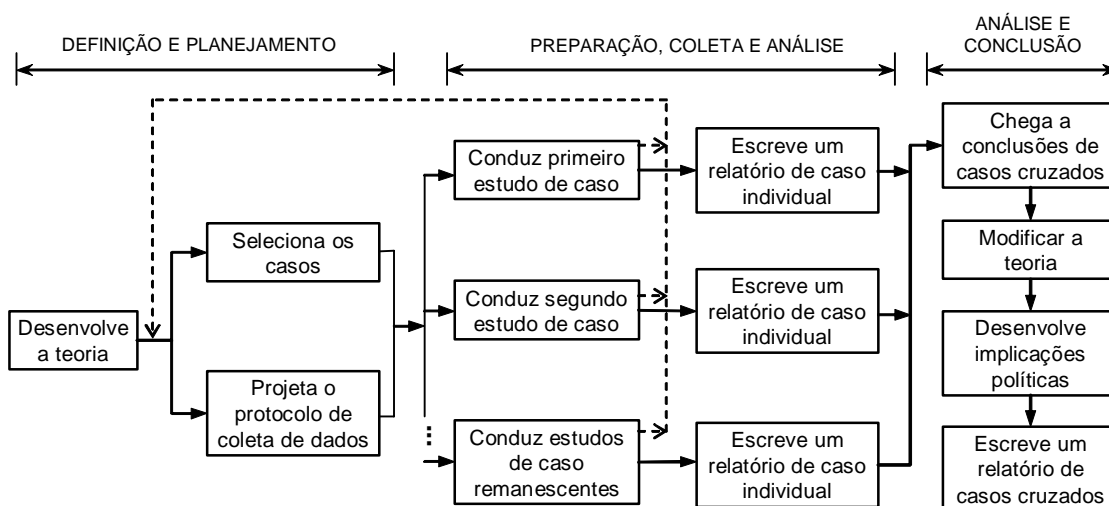 DEFINIÇÃO E PLANEJAMENTO
PREPARAÇÃO, COLETA E ANÁLISE
ANÁLISE E
CONCLUSÃO
Desenvolve
a teoria
Seleciona os
casos
Projeta o
protocolo de
coleta de dados
Conduz primeiro
estudo de caso
Conduz segundo
estudo de caso
Conduz estudos
de caso
remanescentes
Escreve um
relatório de caso
individual
Escreve um
relatório de caso
individual
Escreve um
relatório de caso
individual
Chega a
conclusões de
casos cruzados
Modificar a
teoria
Desenvolve
implicações
políticas
Escreve um
relatório de
casos cruzados